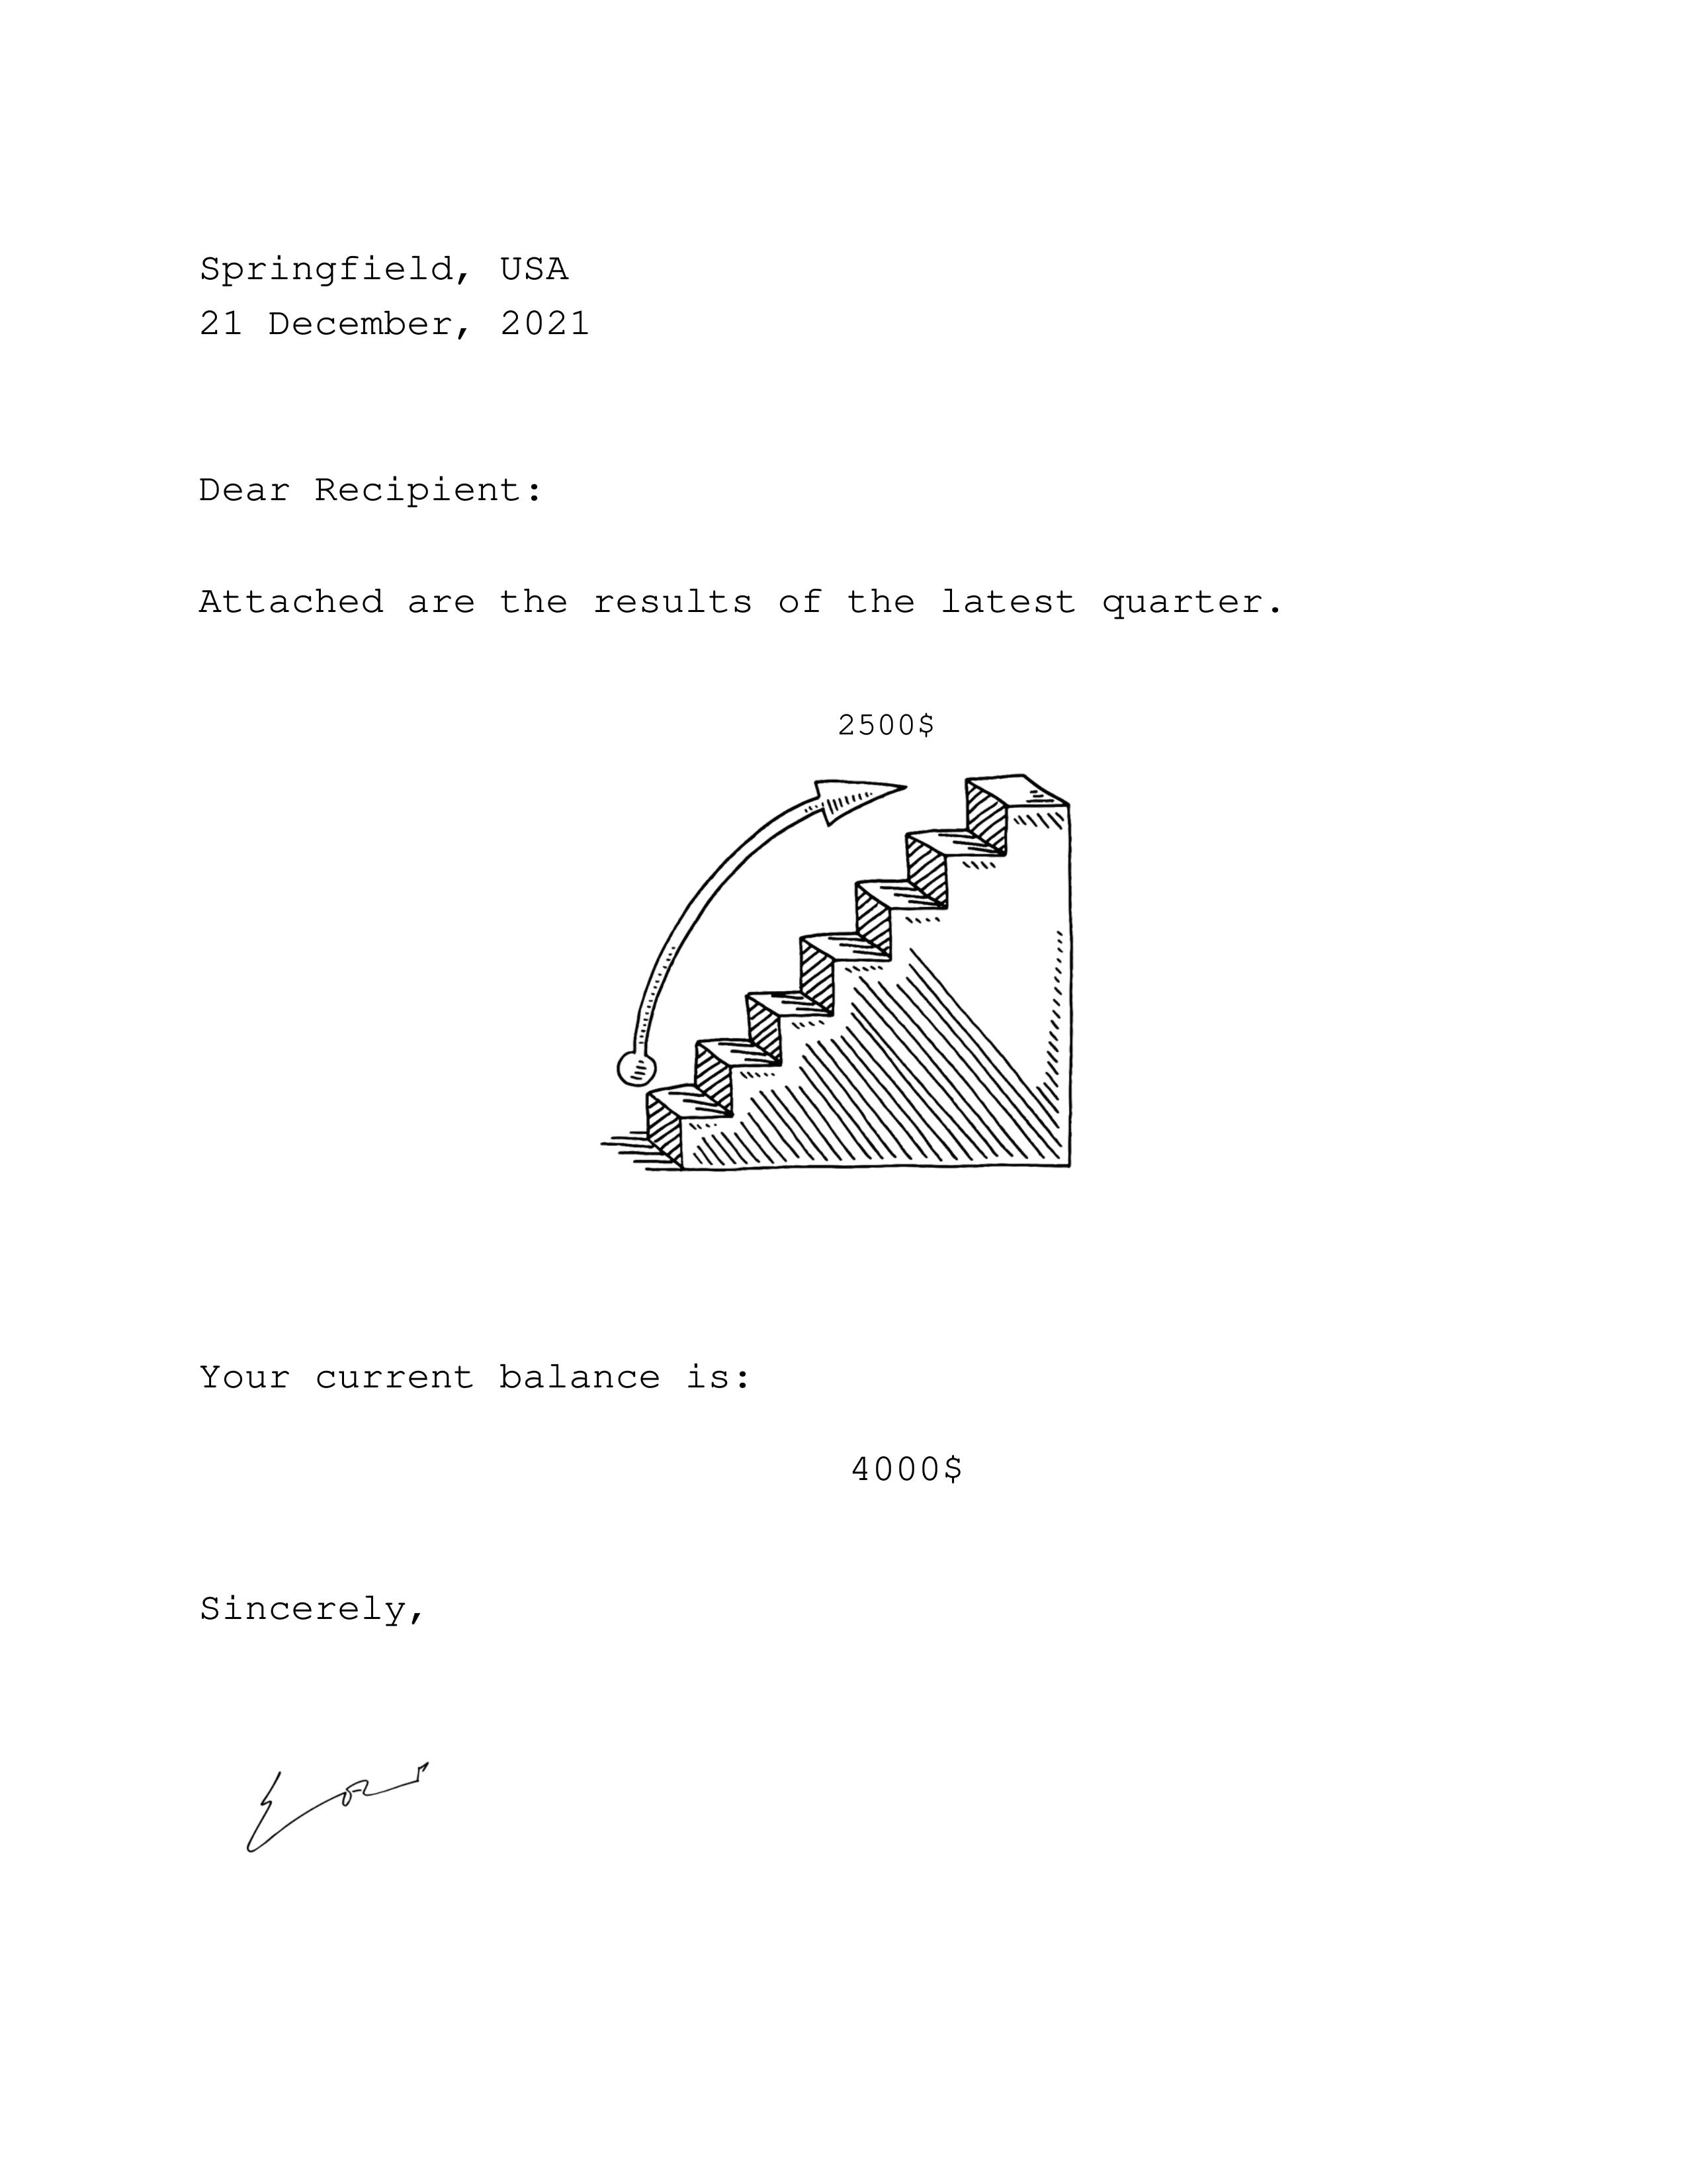 Springfield, USA
21 December, 2021
Dear Recipient:
Attached are the results of the latest quarter.
2500$
Your current balance is:
4000$
Sincerely,